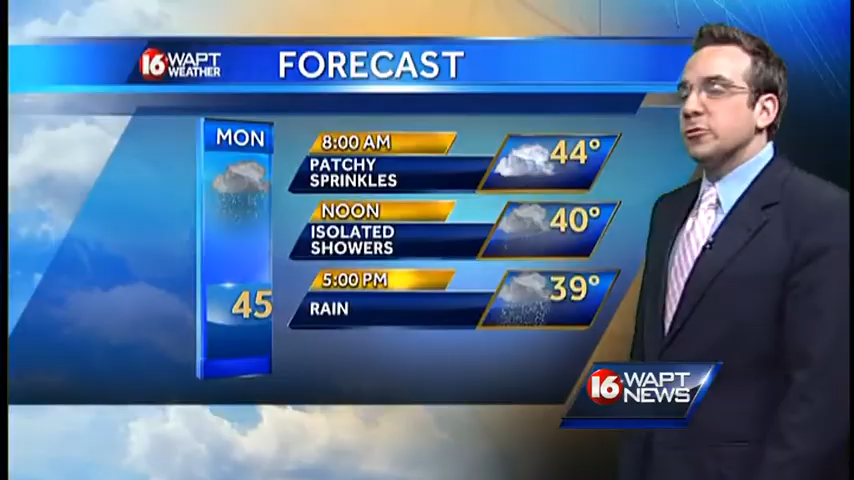 16 WAPT
WEATHER
FORECAST
MON
45
8:00 AM
PATCHY
SPRINKLES
44°
NOON
ISOLATED
SHOWERS
40°
5:00 PM
RAIN
39°
16 WAPT
NEWS